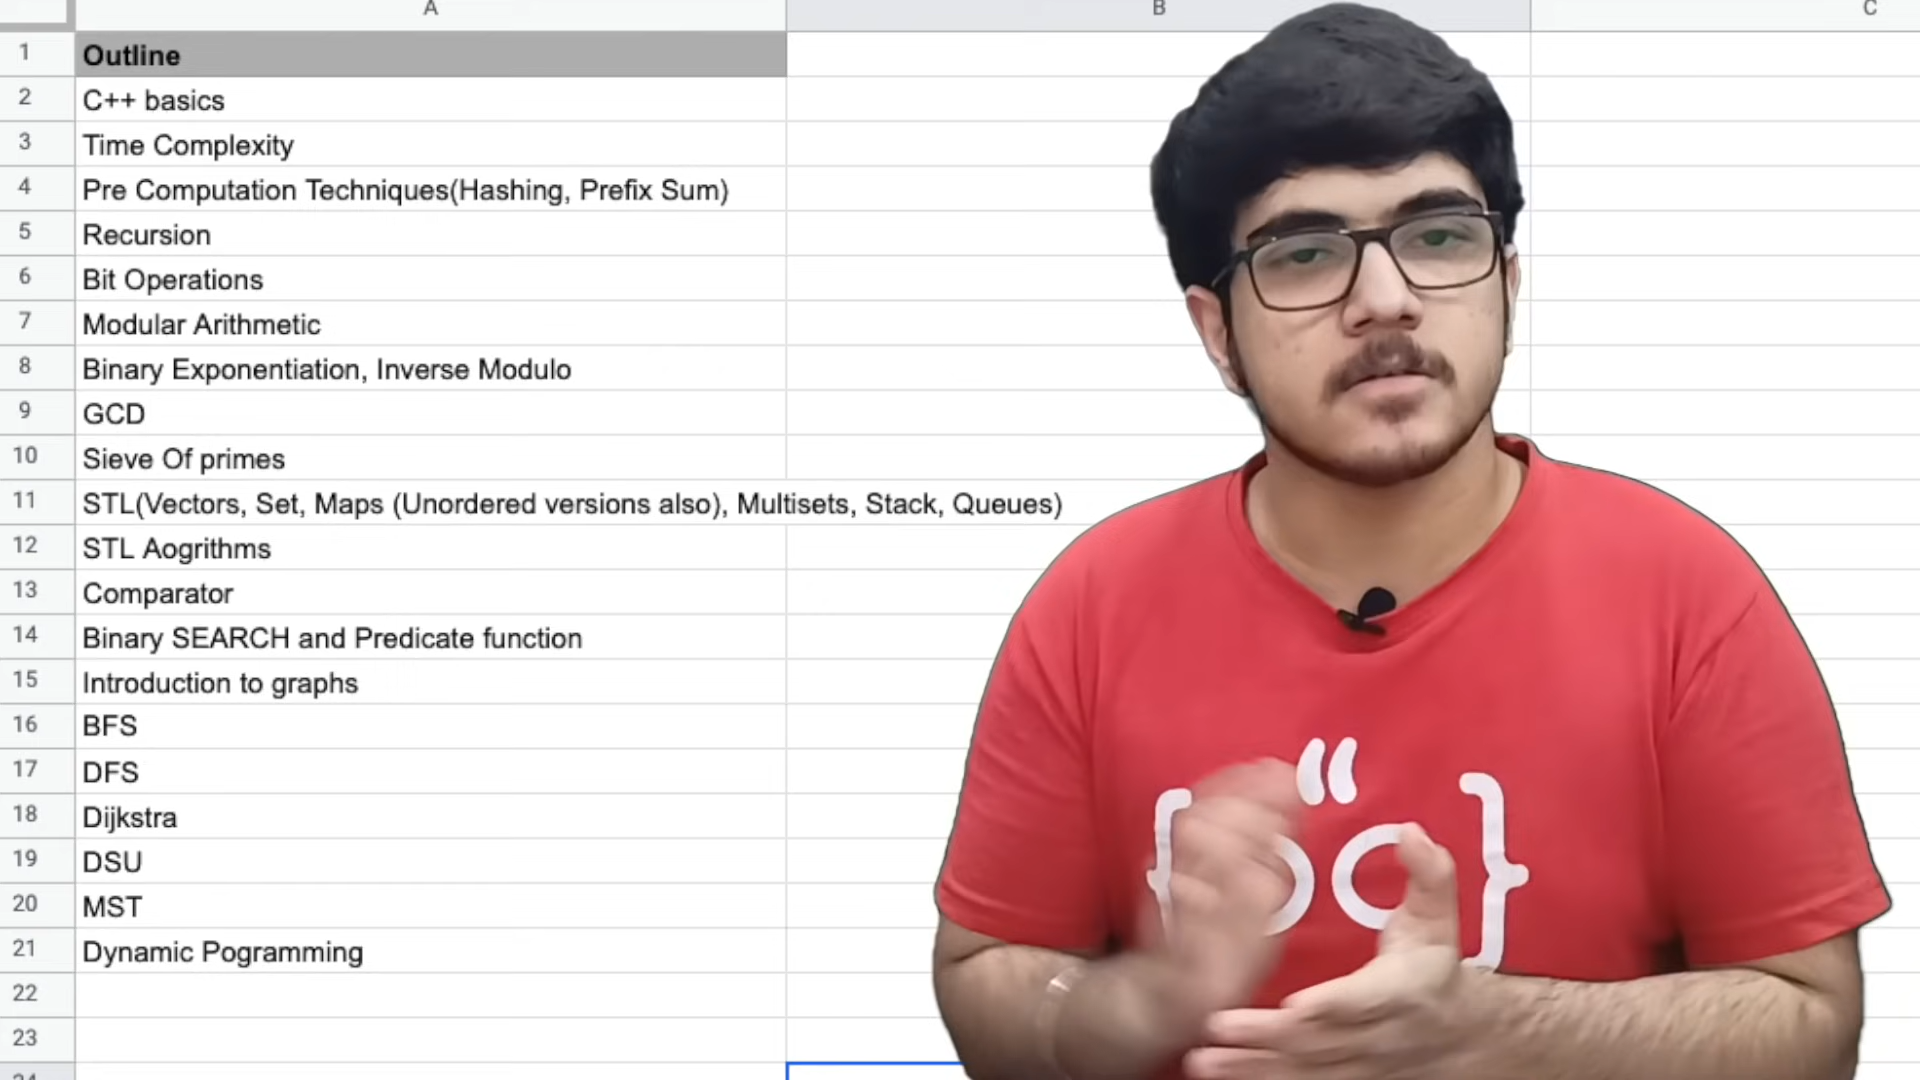 A B C
1 Outline
2 C++ basics
3 Time Complexity
4 Pre Computation Techniques(Hashing, Prefix Sum)
5 Recursion
6 Bit Operations
7 Modular Arithmetic
8 Binary Exponentiation, Inverse Modulo
9 GCD
10 Sieve Of primes
11 STL(Vectors, Set, Maps (Unordered versions also), Multisets, Stack, Queues)
12 STL Aogrithms
13 Comparator
14 Binary SEARCH and Predicate function
15 Introduction to graphs
16 BFS
17 DFS
18 Dijkstra
19 DSU
20 MST
21 Dynamic Pogramming
22
23